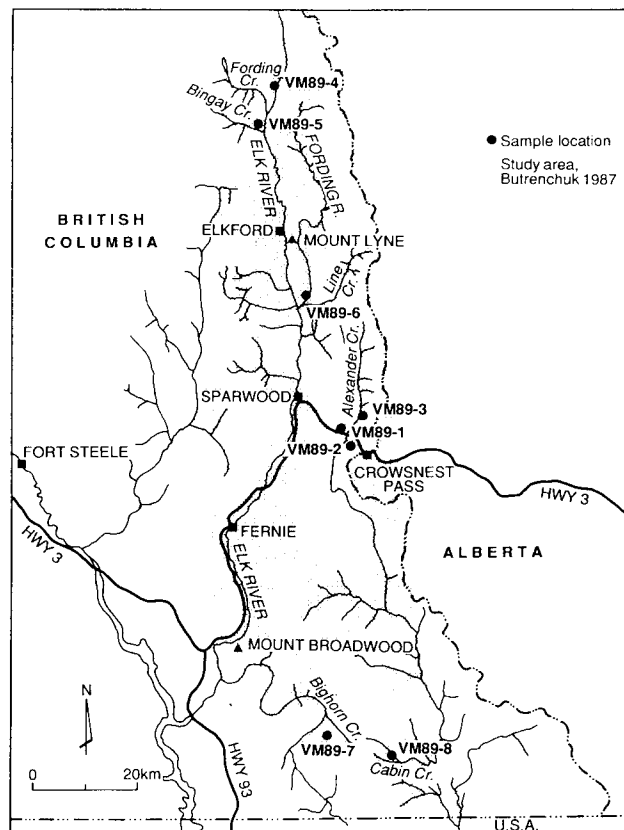 Fording
Cr.
VM89-4
Bingay Cr.
VM89-5
Sample location
Study area,
Butrenchuk 1987
ELK RIVER
FORDING R.
BRITISH
COLUMBIA
ELKFORD
MOUNT LYNE
Line
Cr.
VM89-6
Alexander Cr.
SPARWOOD
VM89-3
VM89-1
VM89-2
FORT STEELE
CROWSNEST
PASS
HWY 3
HWY 3
FERNIE
ELK RIVER
ALBERTA
MOUNT BROADWOOD
N
Bighorn Cr.
VM89-7
VM89-8
Cabin Cr.
0 20km
HWY 93
U.S.A.